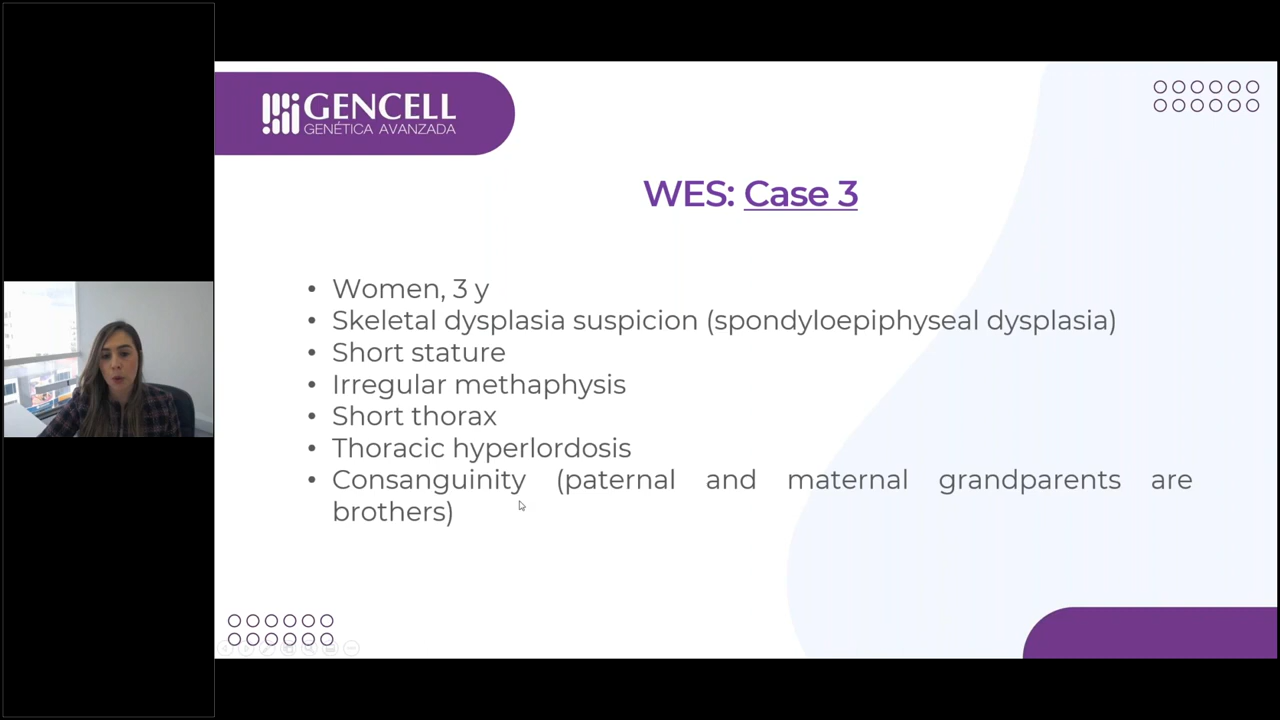 GENCELL
GENÉTICA AVANZADA
WES: Case 3
• Women, 3 y
• Skeletal dysplasia suspicion (spondyloepiphyseal dysplasia)
• Short stature
• Irregular methaphysis
• Short thorax
• Thoracic hyperlordosis
• Consanguinity (paternal and maternal grandparents are
brothers)